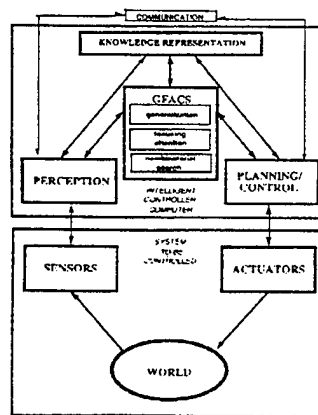 COMMUNICATION
KNOWLEDGE REPRESENTATION
GFACS
generalization
focusing
attention
combinatorial
search
PERCEPTION
PLANNING/
CONTROL
INTELLIGENT
CONTROLLER
COMPUTER
SENSORS
SYSTEM
TO BE
CONTROLLED
ACTUATORS
WORLD